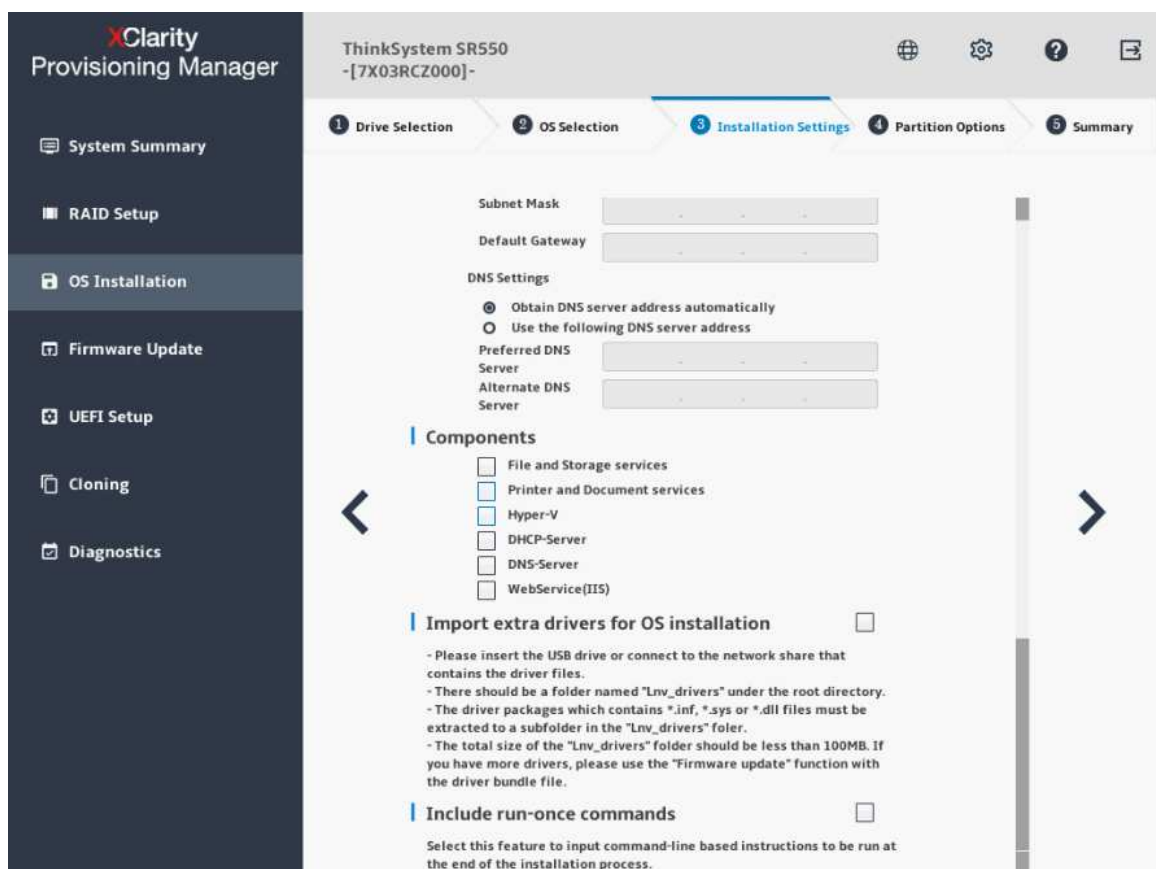 XClarity
Provisioning Manager
System Summary
RAID Setup
OS Installation
Firmware Update
UEFI Setup
Cloning
Diagnostics
ThinkSystem SR550
-[7X03RCZ000]-
1 Drive Selection
2 OS Selection
3 Installation Settings
4 Partition Options
5 Summary
Subnet Mask
Default Gateway
DNS Settings
Obtain DNS server address automatically
Use the following DNS server address
Preferred DNS
Server
Alternate DNS
Server
Components
File and Storage services
Printer and Document services
Hyper-V
DHCP-Server
DNS-Server
WebService(IIS)
Import extra drivers for OS installation
- Please insert the USB drive or connect to the network share that
contains the driver files.
- There should be a folder named "Lnv_drivers" under the root directory.
- The driver packages which contains *.inf, *.sys or *.dll files must be
extracted to a subfolder in the "Lnv_drivers" foler.
- The total size of the "Lnv_drivers" folder should be less than 100MB. If
you have more drivers, please use the "Firmware update" function with
the driver bundle file.
Include run-once commands
Select this feature to input command-line based instructions to be run at
the end of the installation process.